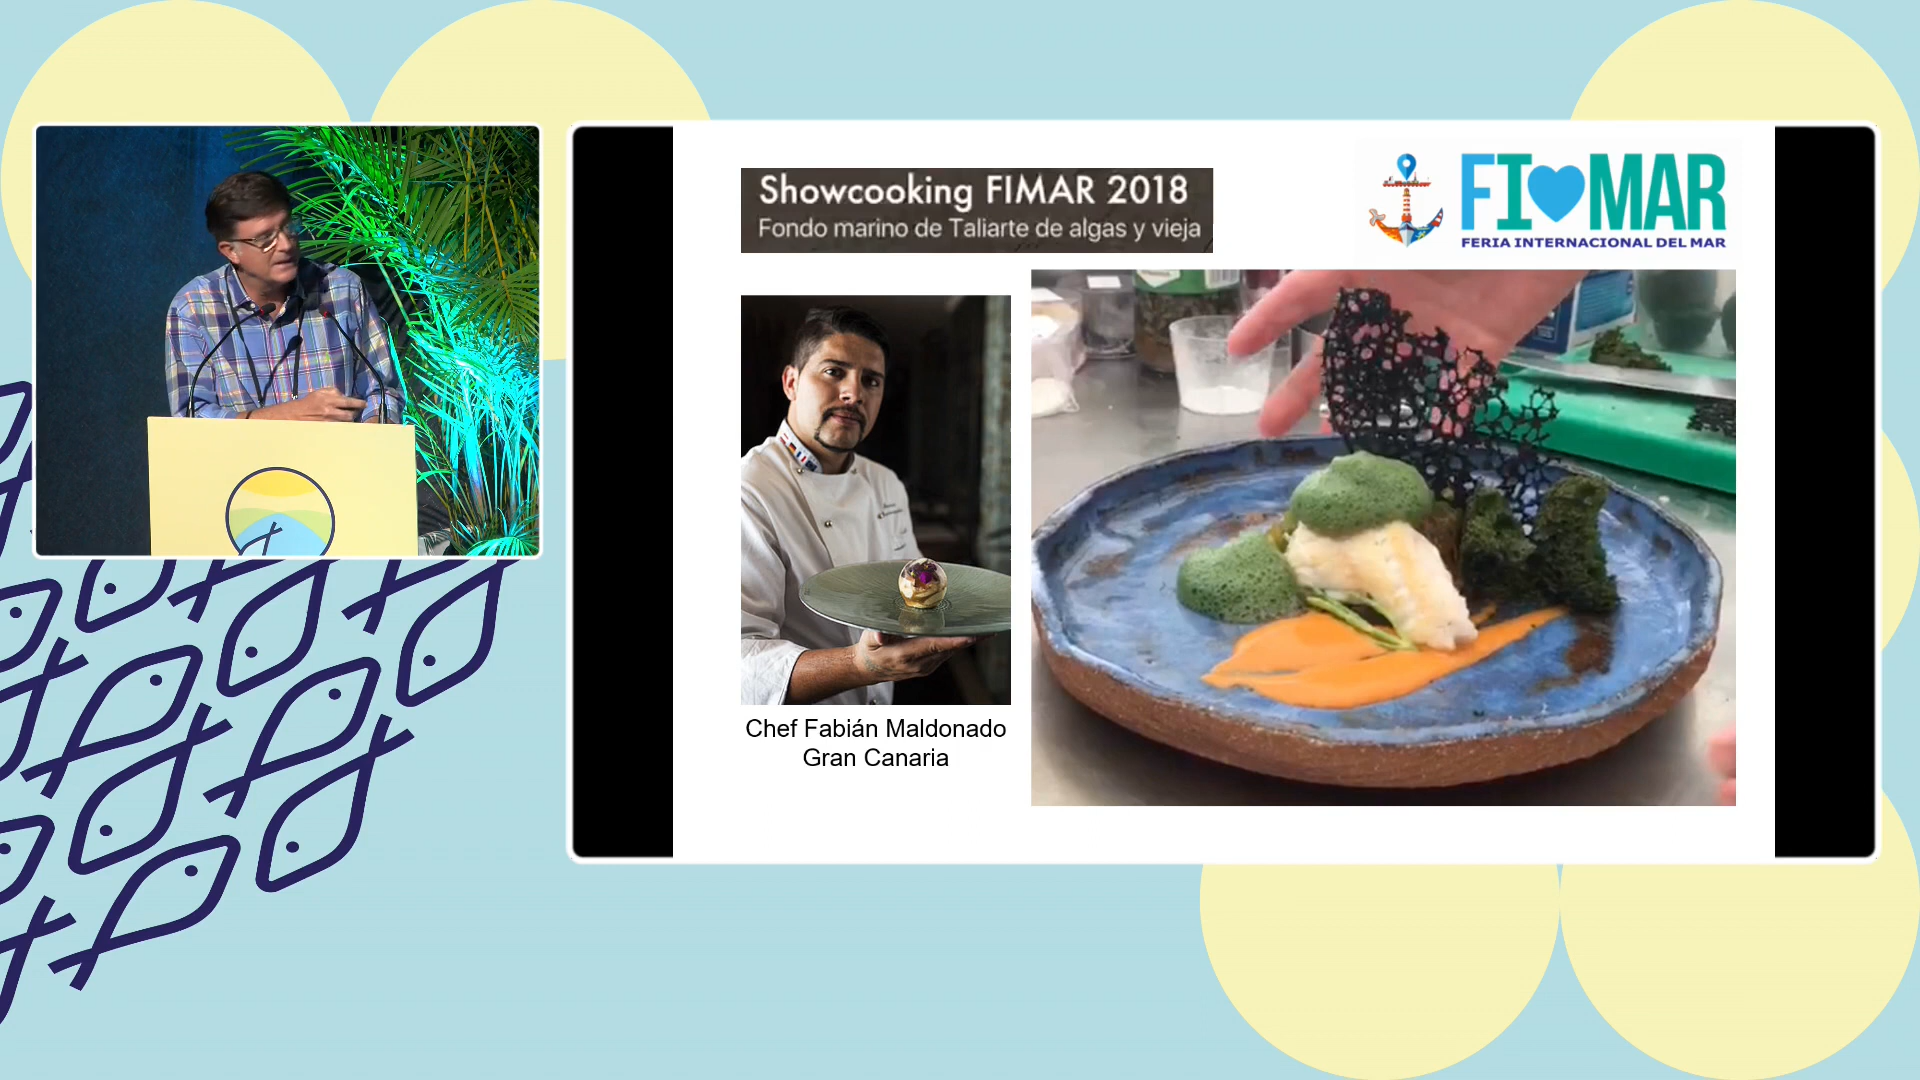 Showcooking FIMAR 2018
Fondo marino de Taliarte de algas y vieja
FI MAR
FERIA INTERNACIONAL DEL MAR
Chef Fabián Maldonado
Gran Canaria